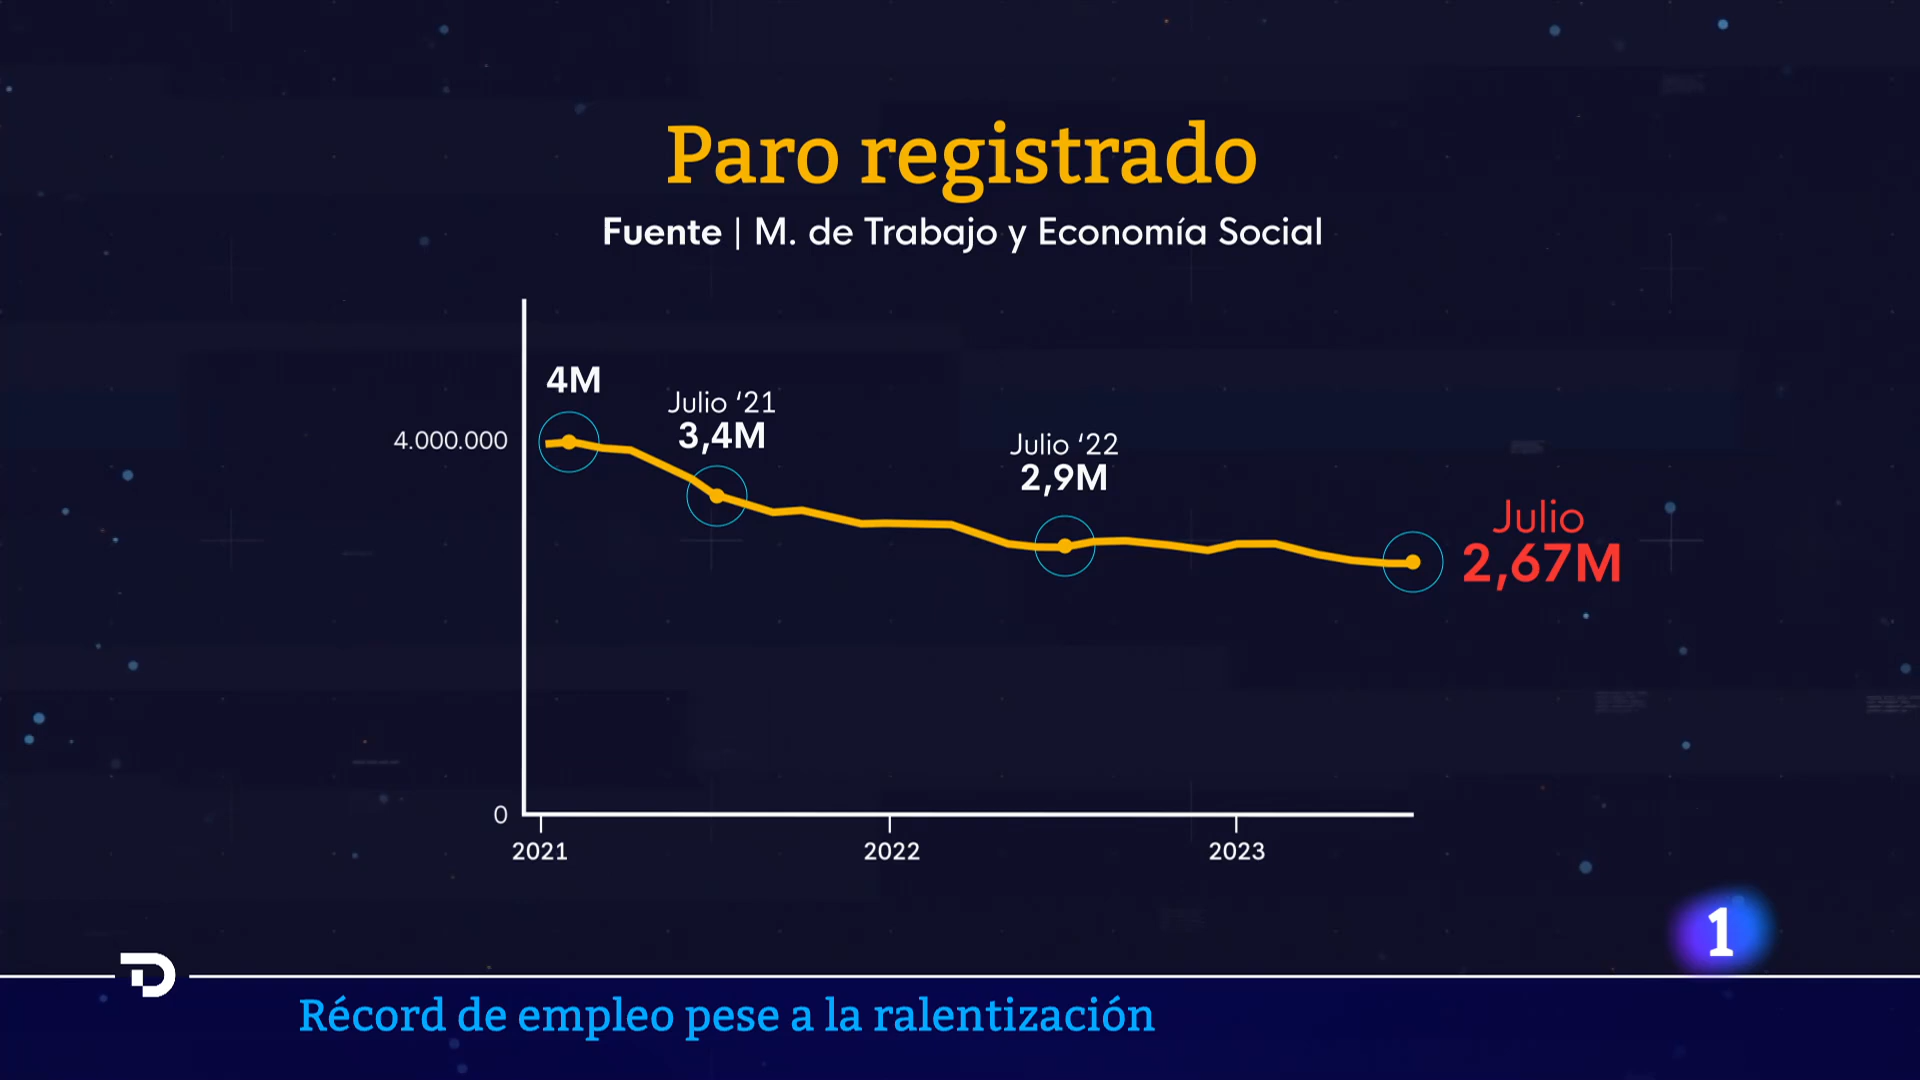 Paro registrado
Fuente | M. de Trabajo y Economía Social
4M
Julio ‘21
3,4M
4.000.000
Julio ‘22
2,9M
Julio
2,67M
0
2021
2022
2023
1
D
Récord de empleo pese a la ralentización